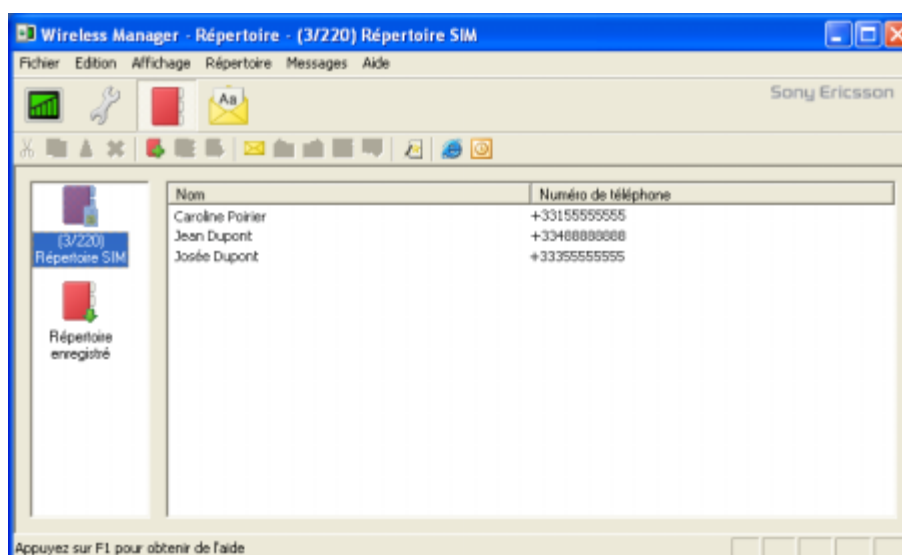 Wireless Manager - Répertoire - (3/220) Répertoire SIM
Fichier Edition Affichage Répertoire Messages Aide
Aa
Sony Ericsson
Nom Numéro de téléphone
Caroline Poirier +33155555555
Jean Dupont +33488888888
Josée Dupont +33355555555
(3/220)
Répertoire SIM
Répertoire
enregistré
Appuyez sur F1 pour obtenir de l'aide